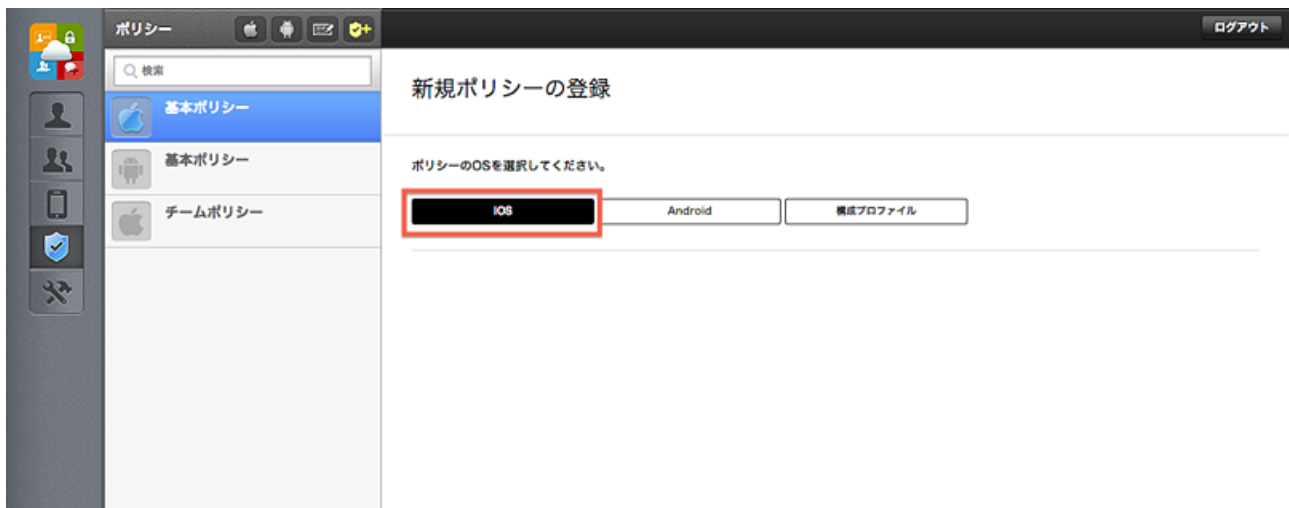 ポリシー
ログアウト
検索
新規ポリシーの登録
基本ポリシー
基本ポリシー
チームポリシー
ポリシーのOSを選択してください。
iOS
Android
構成プロファイル